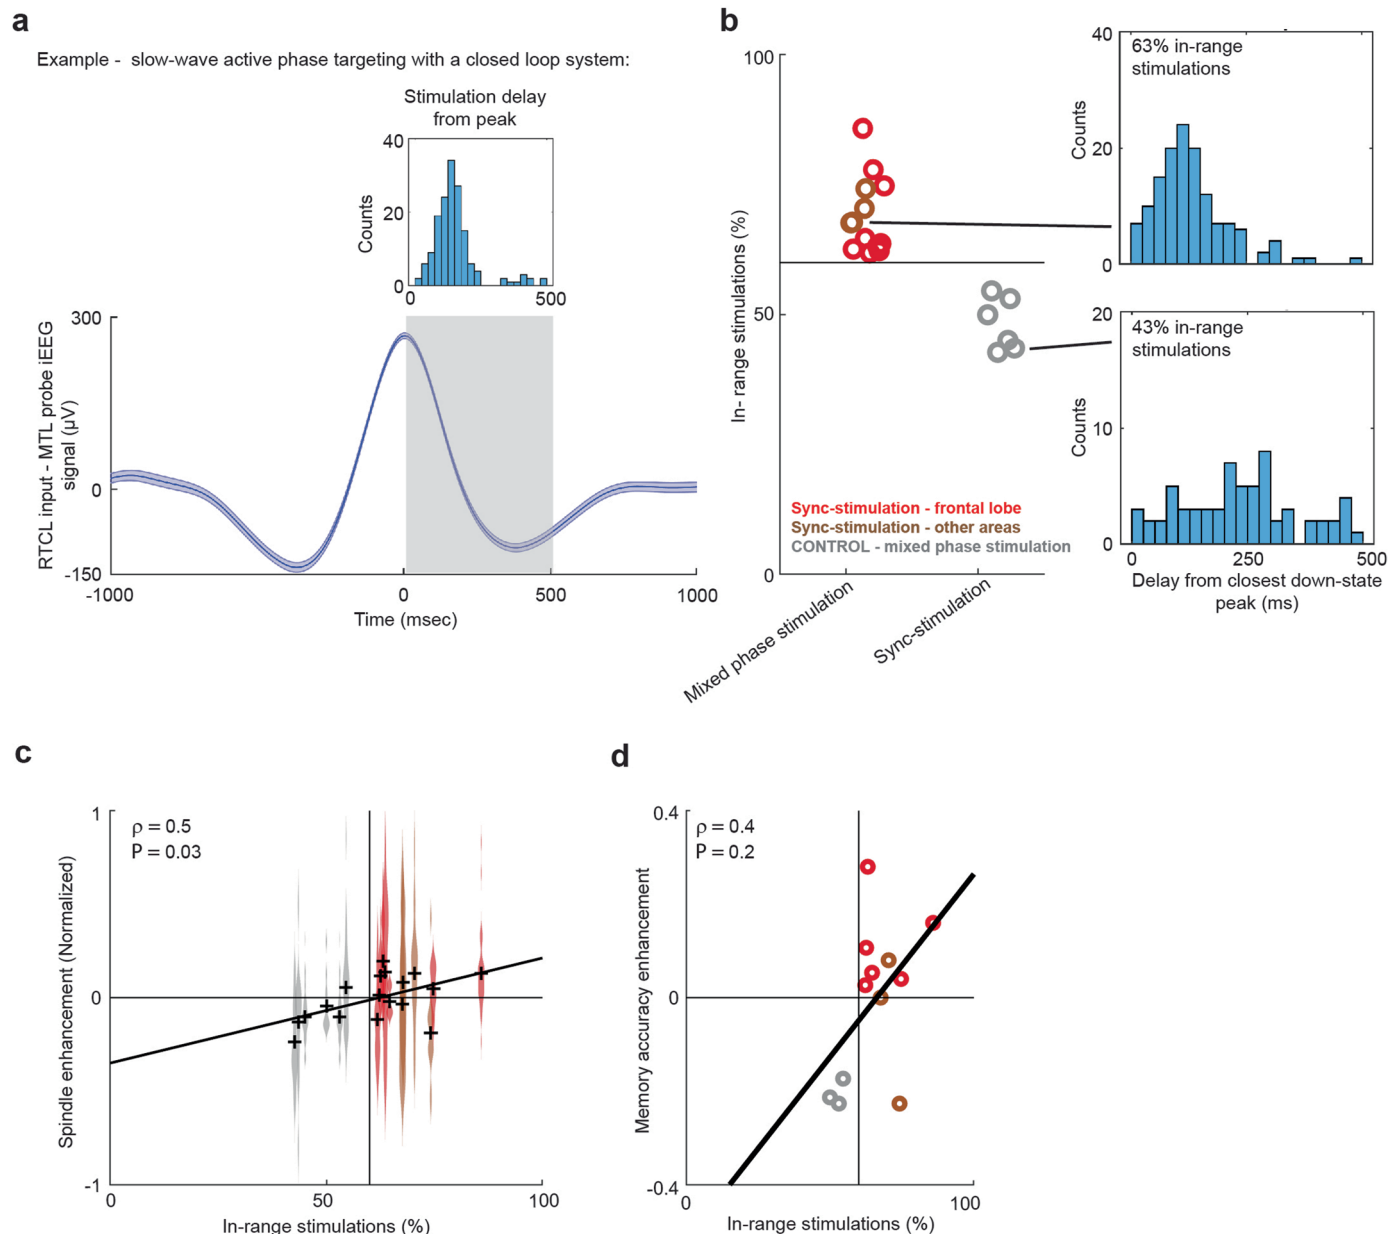 a
Example - slow-wave active phase targeting with a closed loop system:
Stimulation delay
from peak
40
20
0
Counts
0
500
300
0
-150
RTCL input - MTL probe iEEG
signal (µV)
-1000
0
500
1000
Time (msec)
b
100
50
0
In- range stimulations (%)
Sync-stimulation - frontal lobe
Sync-stimulation - other areas
CONTROL - mixed phase stimulation
Mixed phase stimulation
Sync-stimulation
40
20
0
Counts
63% in-range
stimulations
20
10
0
Counts
43% in-range
stimulations
0
250
500
Delay from closest down-state
peak (ms)
c
1
0
-1
Spindle enhancement (Normalized)
ρ = 0.5
P = 0.03
0
50
100
In-range stimulations (%)
d
0.4
0
-0.4
Memory accuracy enhancement
ρ = 0.4
P = 0.2
0
100
In-range stimulations (%)